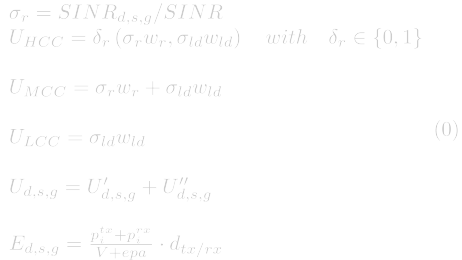 σ_r = SINR_{d,s,g}/SINR
U_{HCC} = δ_r (σ_r w_r, σ_{ld} w_{ld})   with   δ_r ∈ {0, 1}
U_{MCC} = σ_r w_r + σ_{ld} w_{ld}
(0)
U_{LCC} = σ_{ld} w_{ld}
U_{d,s,g} = U'_{d,s,g} + U''_{d,s,g}
E_{d,s,g} = \frac{p_i^{tx} + p_i^{rx}}{V + epa} · d_{tx/rx}